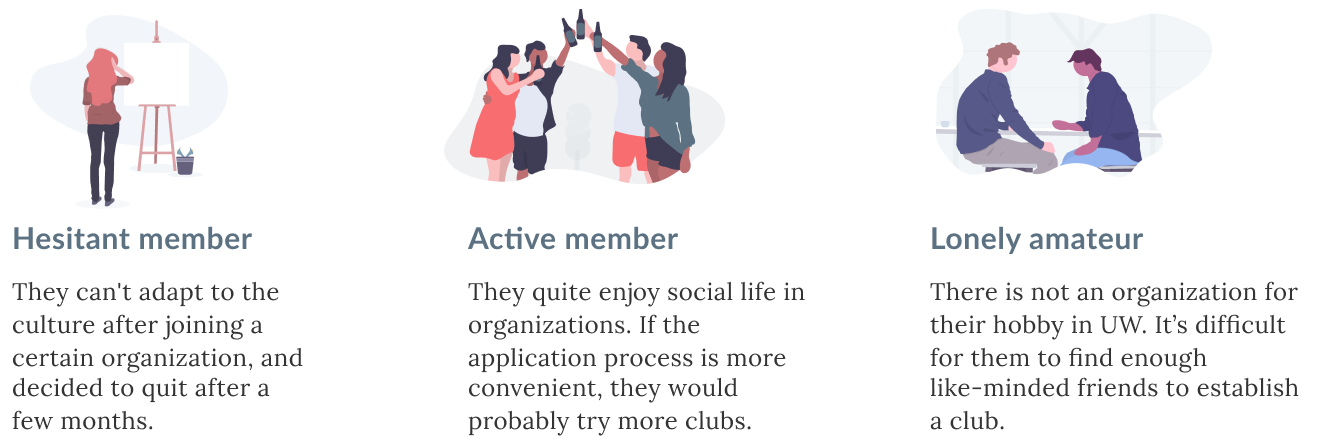 Hesitant member
They can't adapt to the
culture after joining a
certain organization, and
decided to quit after a
few months.
Active member
They quite enjoy social life in
organizations. If the
application process is more
convenient, they would
probably try more clubs.
Lonely amateur
There is not an organization for
their hobby in UW. It’s difficult
for them to find enough
like-minded friends to establish
a club.